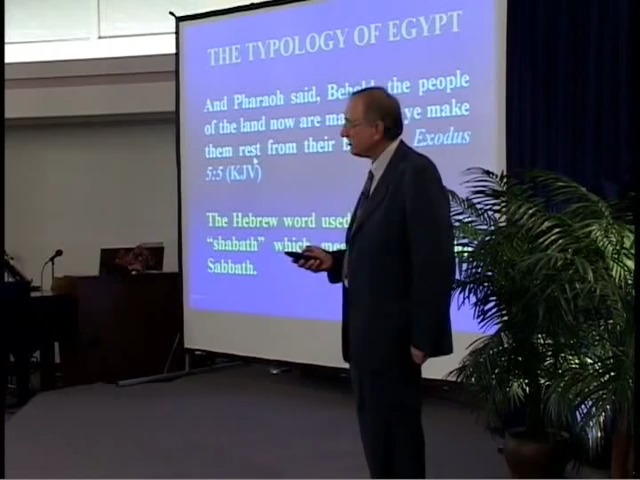 THE TYPOLOGY OF EGYPT
And Pharaoh said, Behold, the people
of the land now are ye make
them rest from their Exodus
5:5 (KJV)
The Hebrew word used
"shabath" which
Sabbath.